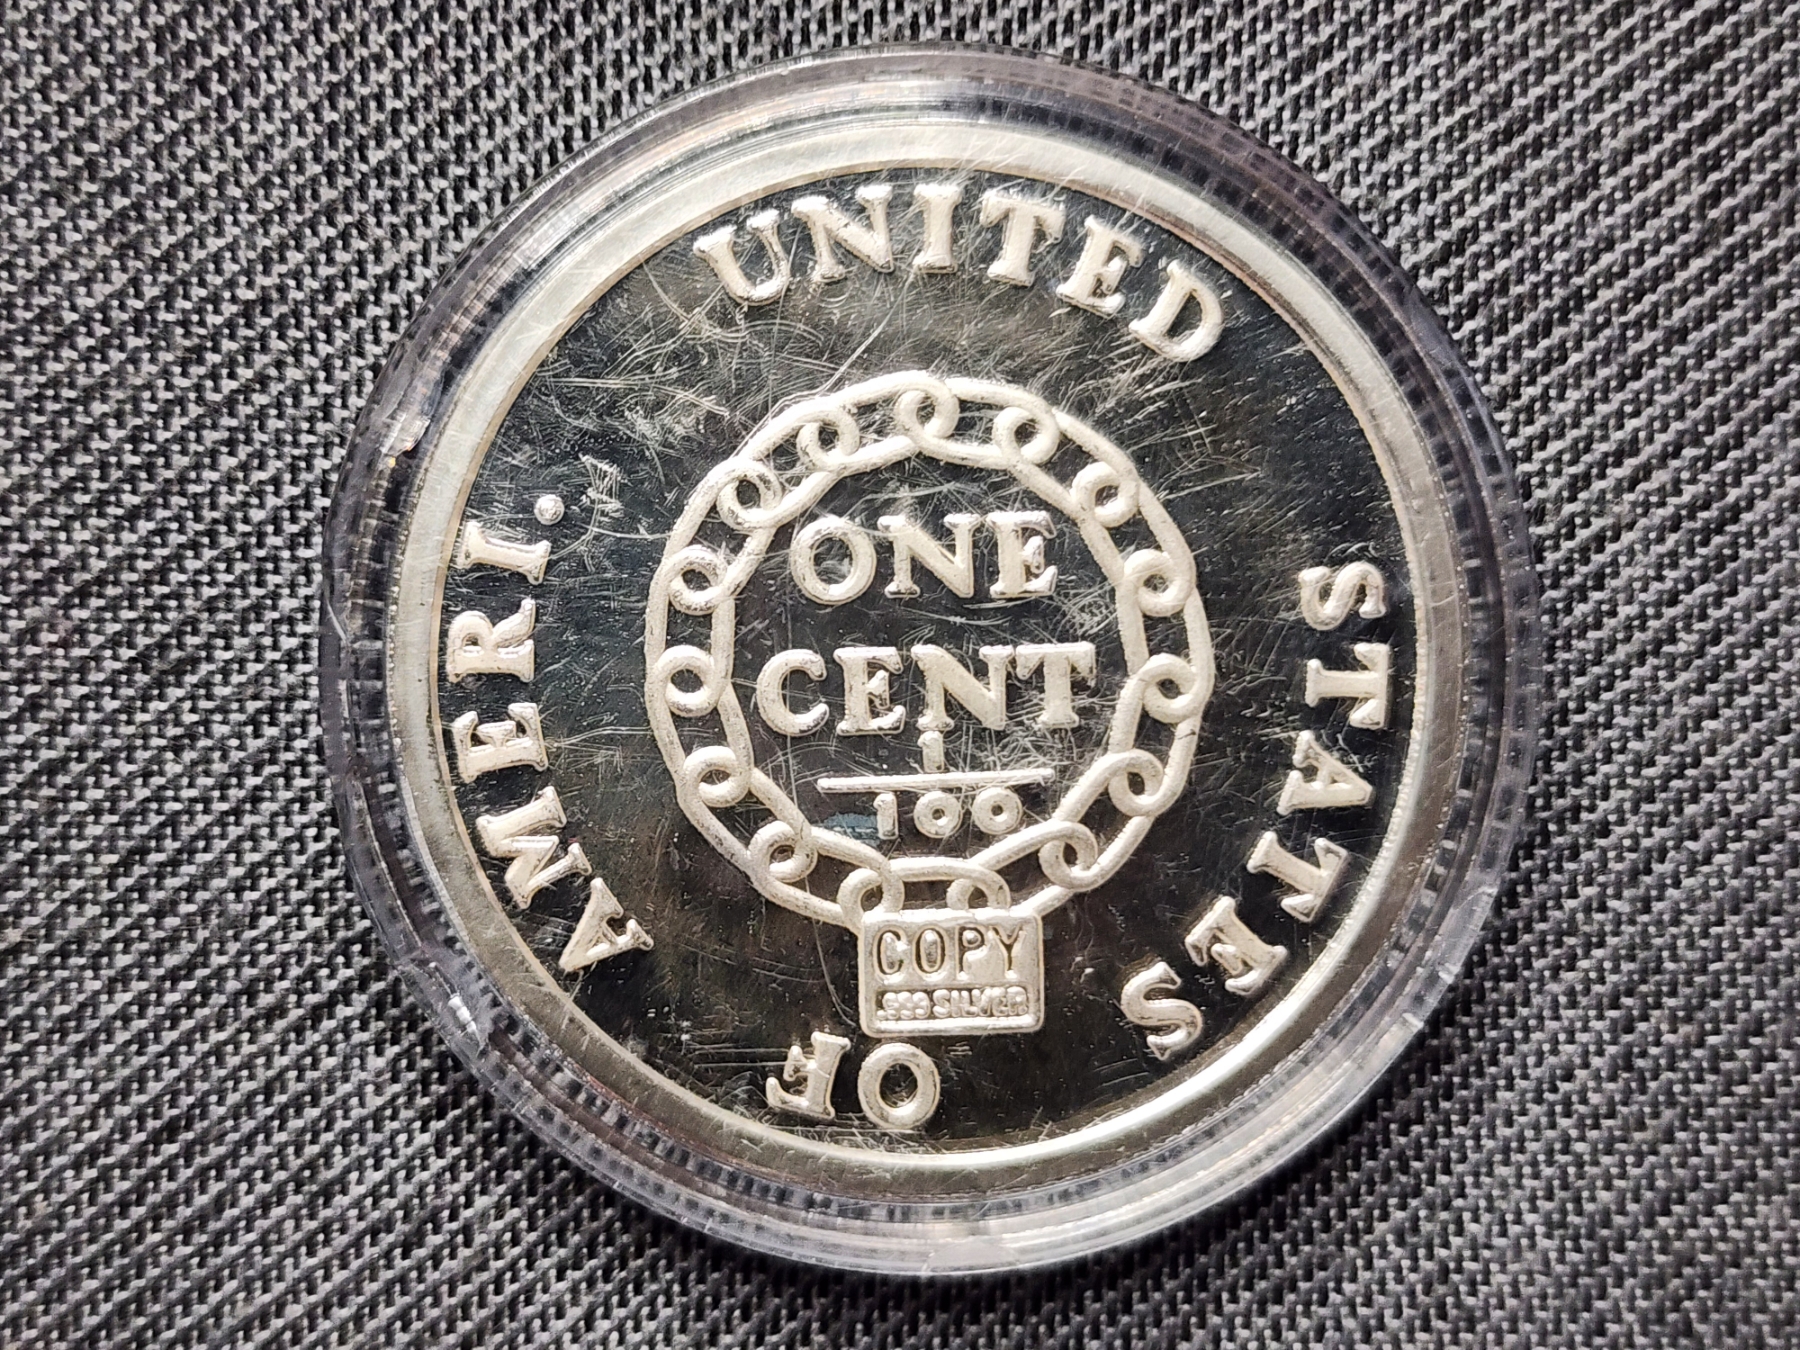 UNITED STATES OF AMERI.
ONE
CENT
1
100
COPY
.999 SILVER